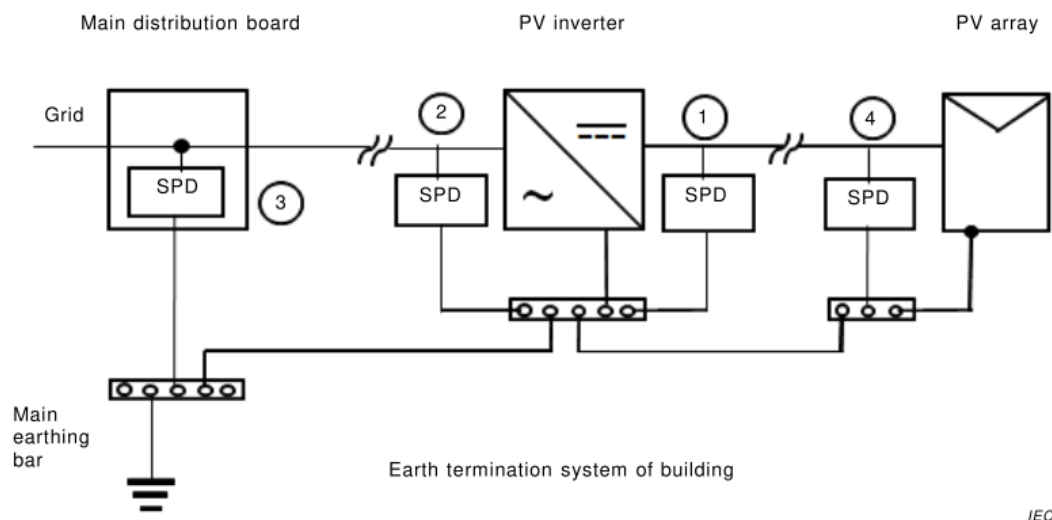 Main distribution board
PV inverter
PV array
Grid
2
1
4
SPD
3
SPD
SPD
SPD
~
Main
earthing
bar
Earth termination system of building
IEC